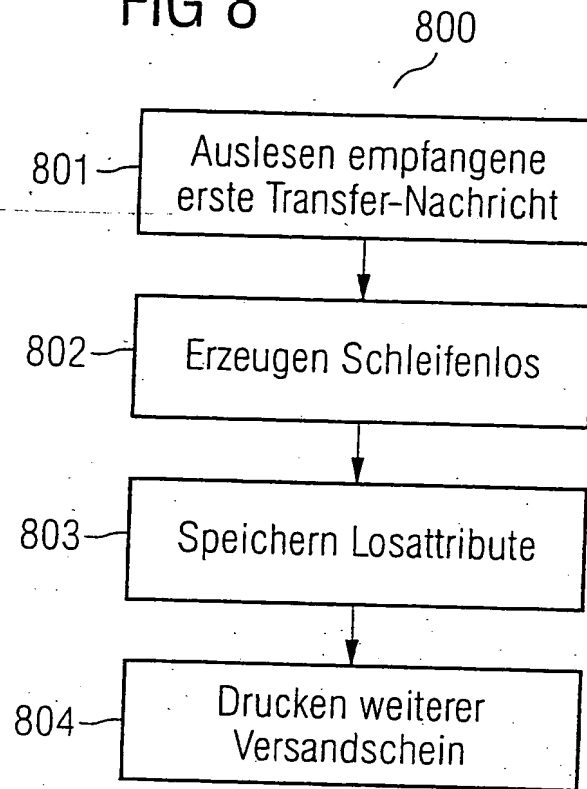 FIG 8
800
801
Auslesen empfangene
erste Transfer-Nachricht
802
Erzeugen Schleifenlos
803
Speichern Losattribute
804
Drucken weiterer
Versandschein